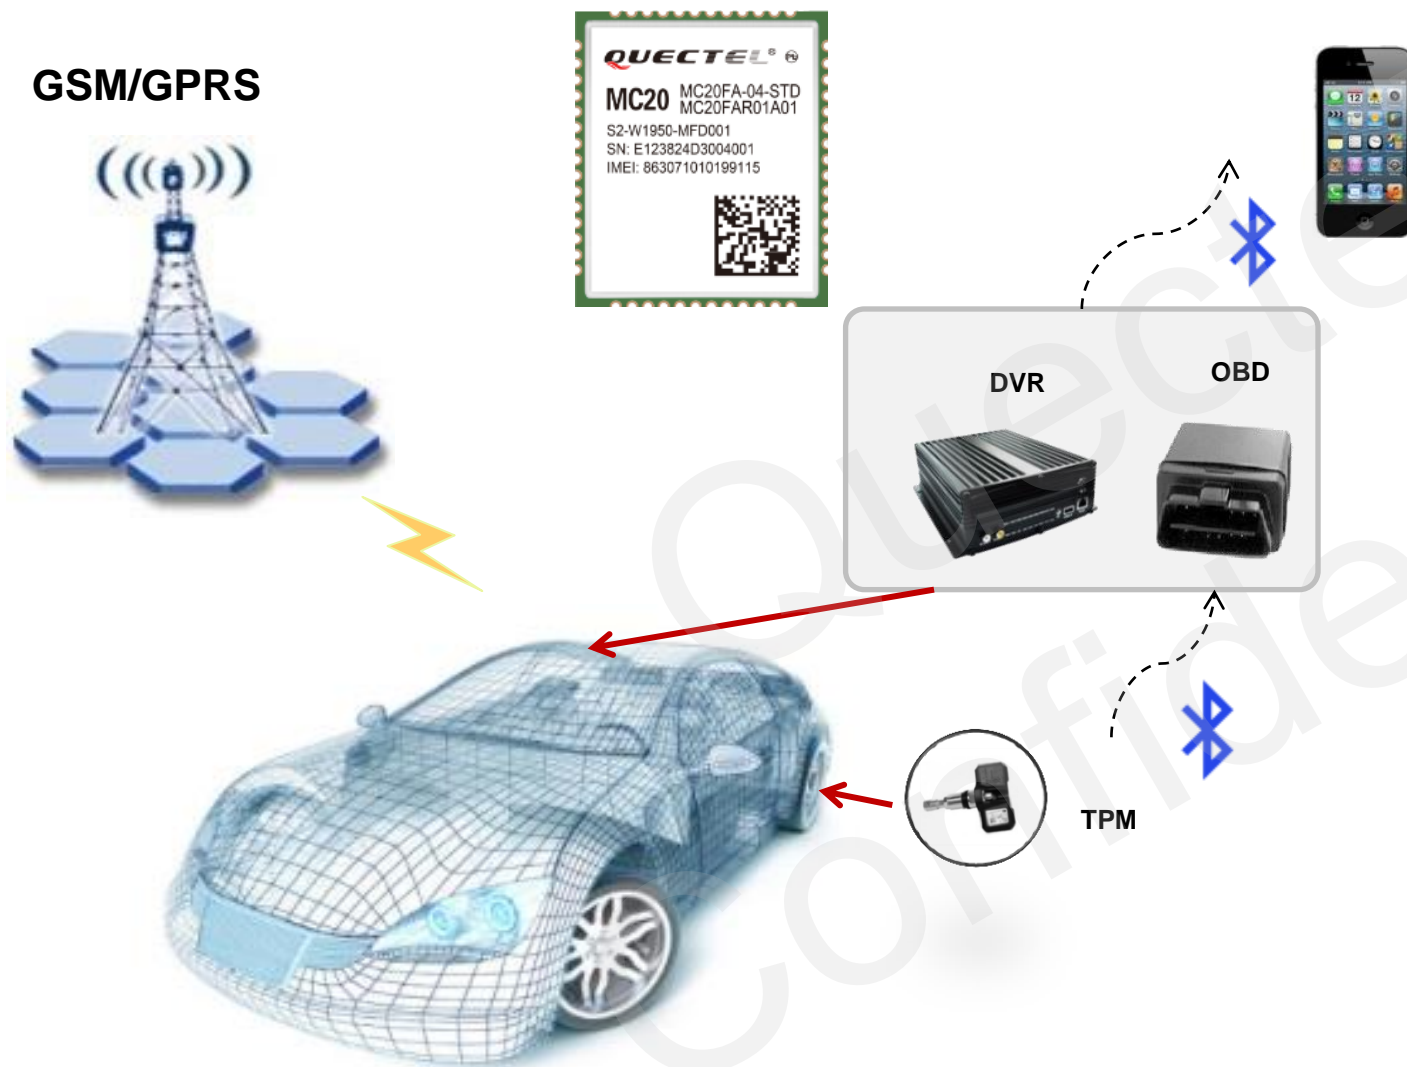 GSM/GPRS
QUECTEL®
MC20 MC20FA-04-STD
MC20FAR01A01
S2-W1950-MFD001
SN: E123824D3004001
IMEI: 863071010199115
DVR
OBD
TPM
Quecte
Confide